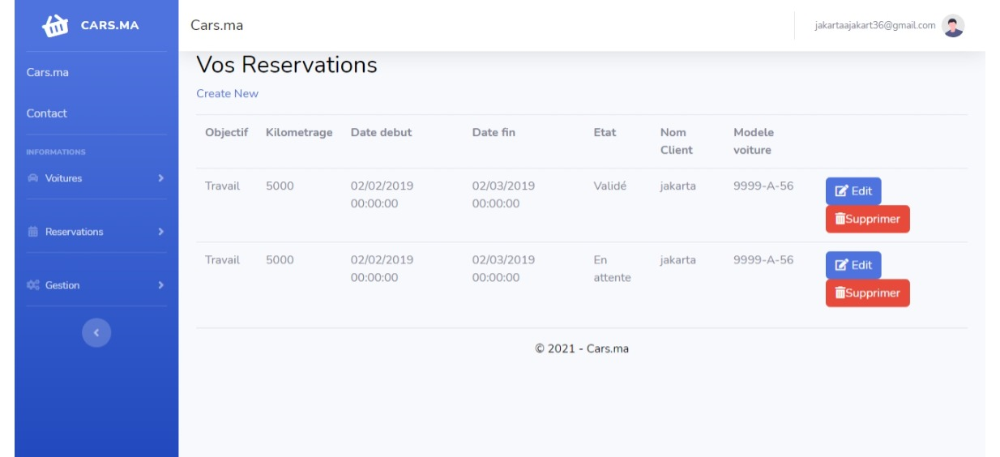 CARS.MA
Cars.ma
jakartaajakart36@gmail.com
Cars.ma
Contact
INFORMATIONS
Voitures
Reservations
Gestion
Vos Reservations
Create New
Objectif Kilometrage Date debut Date fin Etat Nom Modele
Client voiture
Travail 5000 02/02/2019 02/03/2019 Validé jakarta 9999-A-56 Edit
00:00:00 00:00:00
Supprimer
Travail 5000 02/02/2019 02/03/2019 En jakarta 9999-A-56 Edit
00:00:00 00:00:00 attente
Supprimer
© 2021 - Cars.ma